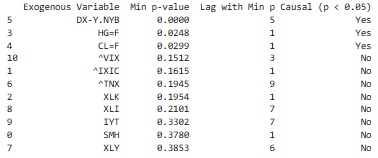 Exogenous Variable Min p-value Lag with Min p Causal (p < 0.05)
5 DX-Y.NYB 0.0000 5 Yes
3 HG=F 0.0248 1 Yes
4 CL=F 0.0299 1 Yes
10 ^VIX 0.1512 3 No
1 ^IXIC 0.1615 1 No
6 ^TNX 0.1945 9 No
2 XLK 0.1954 1 No
8 XLI 0.2101 7 No
9 IYT 0.3302 7 No
0 SMH 0.3780 1 No
7 XLY 0.3853 6 No